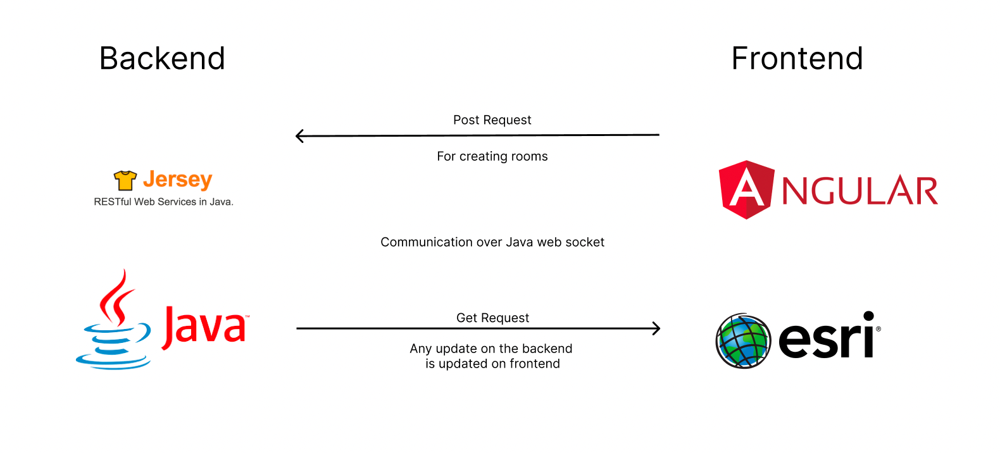 Backend
Frontend
Post Request
For creating rooms
Jersey
RESTful Web Services in Java.
ANGULAR
Communication over Java web socket
Java™
Get Request
Any update on the backend
is updated on frontend
esri®